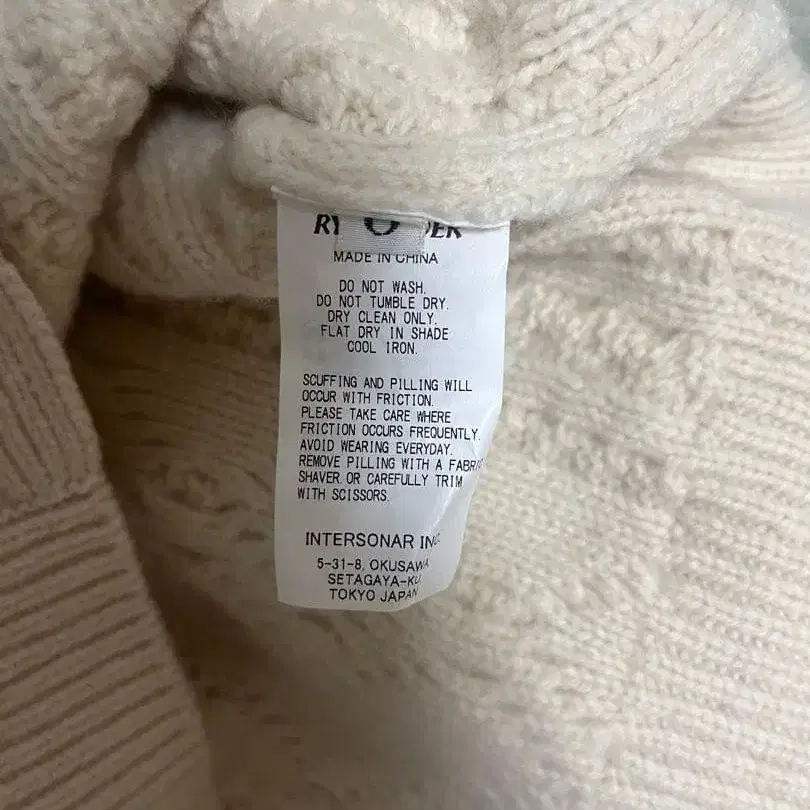 MADE IN CHINA
DO NOT WASH.
DO NOT TUMBLE DRY.
DRY CLEAN ONLY.
FLAT DRY IN SHADE
COOL IRON.
SCUFFING AND PILLING WILL
OCCUR WITH FRICTION.
PLEASE TAKE CARE WHERE
FRICTION OCCURS FREQUENTLY.
AVOID WEARING EVERYDAY.
REMOVE PILLING WITH A FABRIC
SHAVER OR CAREFULLY TRIM
WITH SCISSORS.
INTERSONAR INC.
5-31-8, OKUSAWA
SETAGAYA-KU,
TOKYO JAPAN